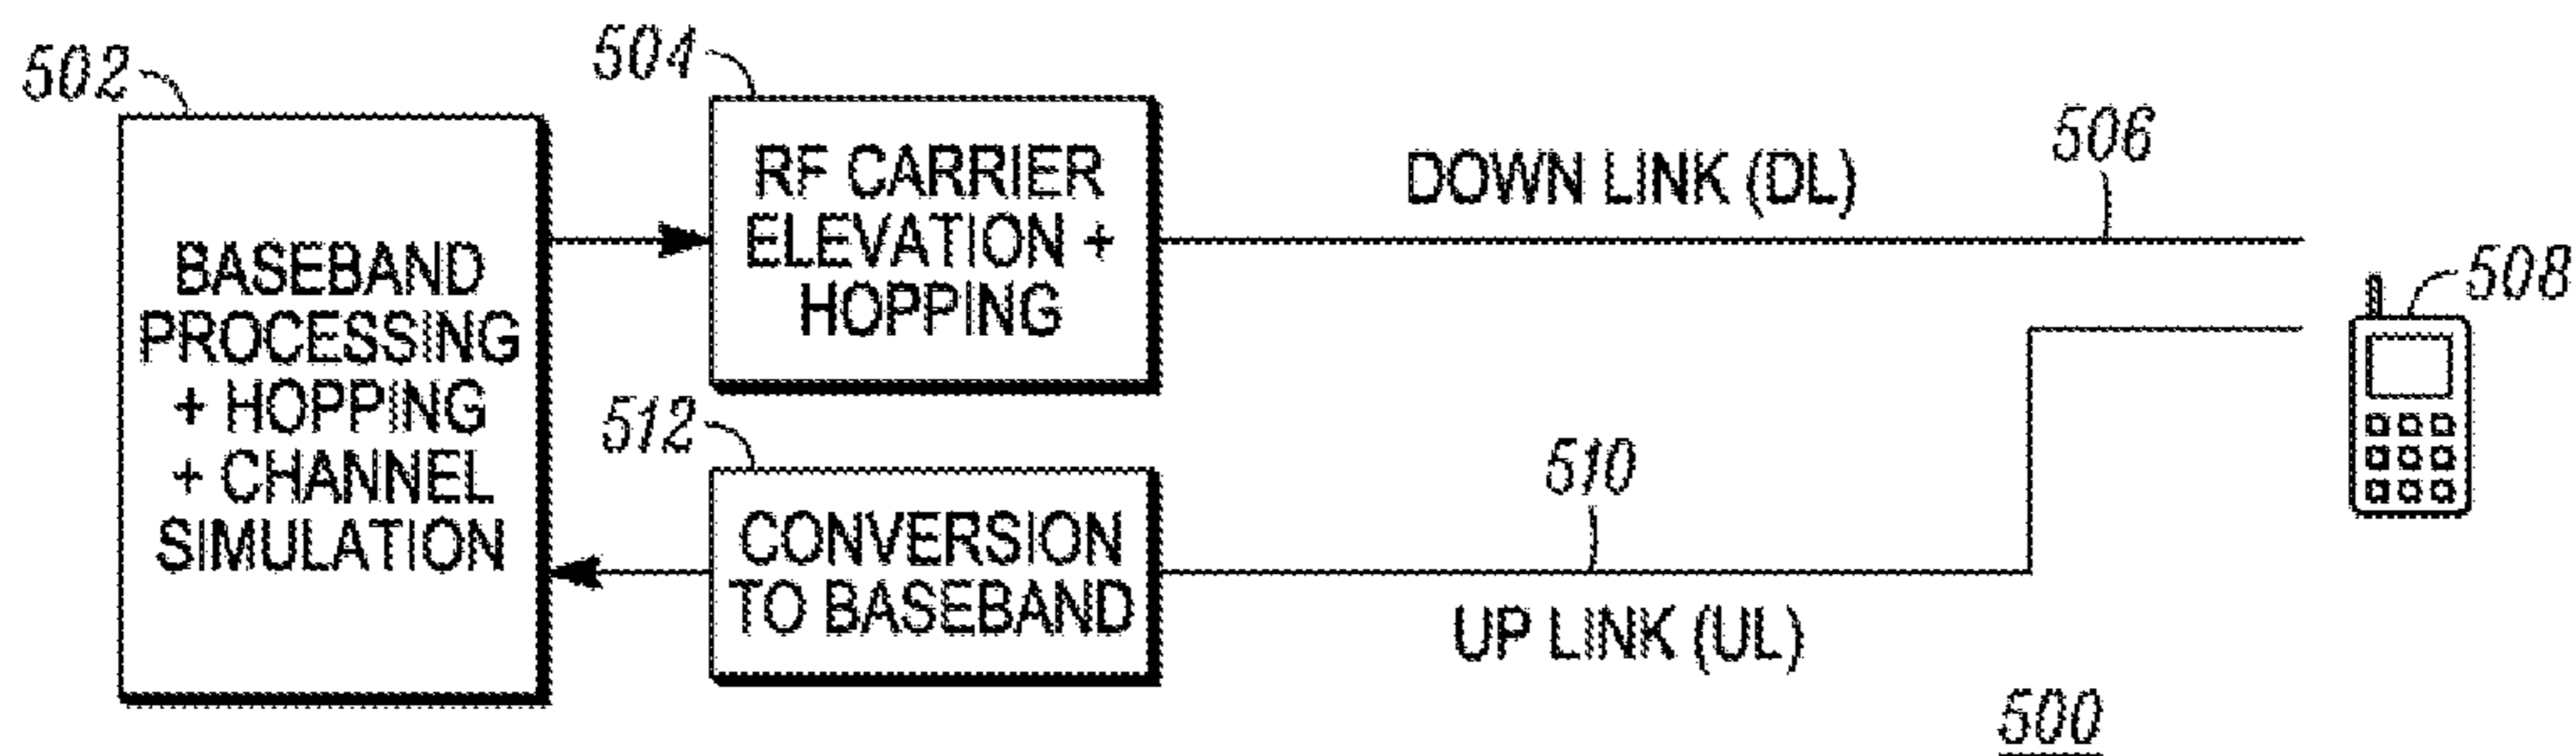 502
504
506
508
BASEBAND
PROCESSING
+ HOPPING
+ CHANNEL
SIMULATION
RF CARRIER
ELEVATION +
HOPPING
DOWN LINK (DL)
512
510
CONVERSION
TO BASEBAND
UP LINK (UL)
500